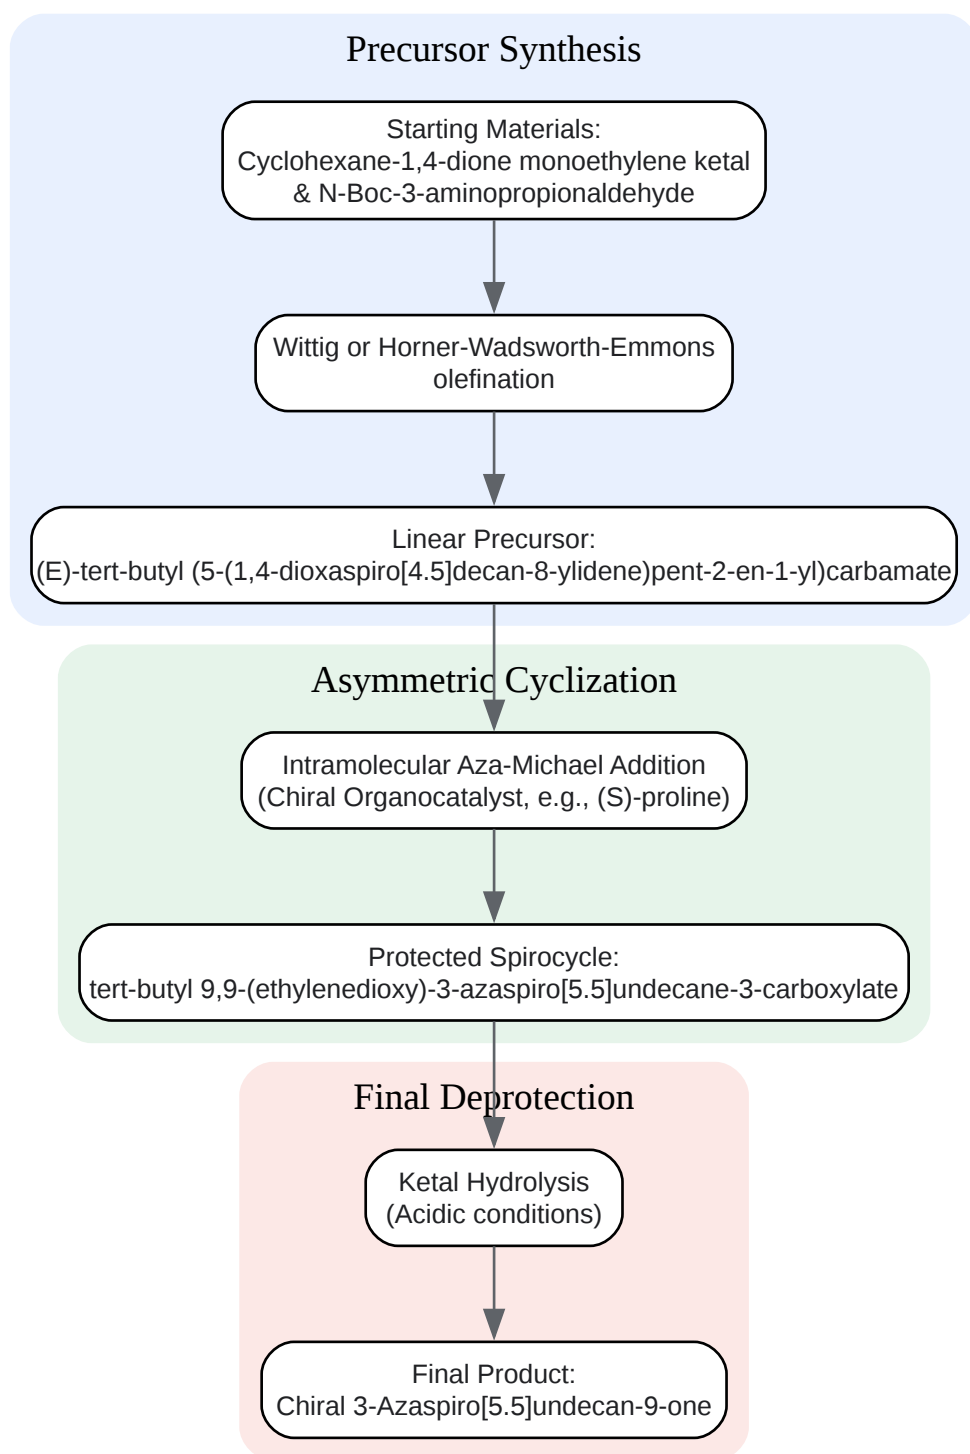 Precursor Synthesis
Starting Materials:
Cyclohexane-1,4-dione monoethylene ketal
& N-Boc-3-aminopropionaldehyde
Wittig or Horner-Wadsworth-Emmons
olefination
Linear Precursor:
(E)-tert-butyl (5-(1,4-dioxaspiro[4.5]decan-8-ylidene)pent-2-en-1-yl)carbamate
Asymmetric Cyclization
Intramolecular Aza-Michael Addition
(Chiral Organocatalyst, e.g., (S)-proline)
Protected Spirocycle:
tert-butyl 9,9-(ethylenedioxy)-3-azaspiro[5.5]undecane-3-carboxylate
Final Deprotection
Ketal Hydrolysis
(Acidic conditions)
Final Product:
Chiral 3-Azaspiro[5.5]undecan-9-one